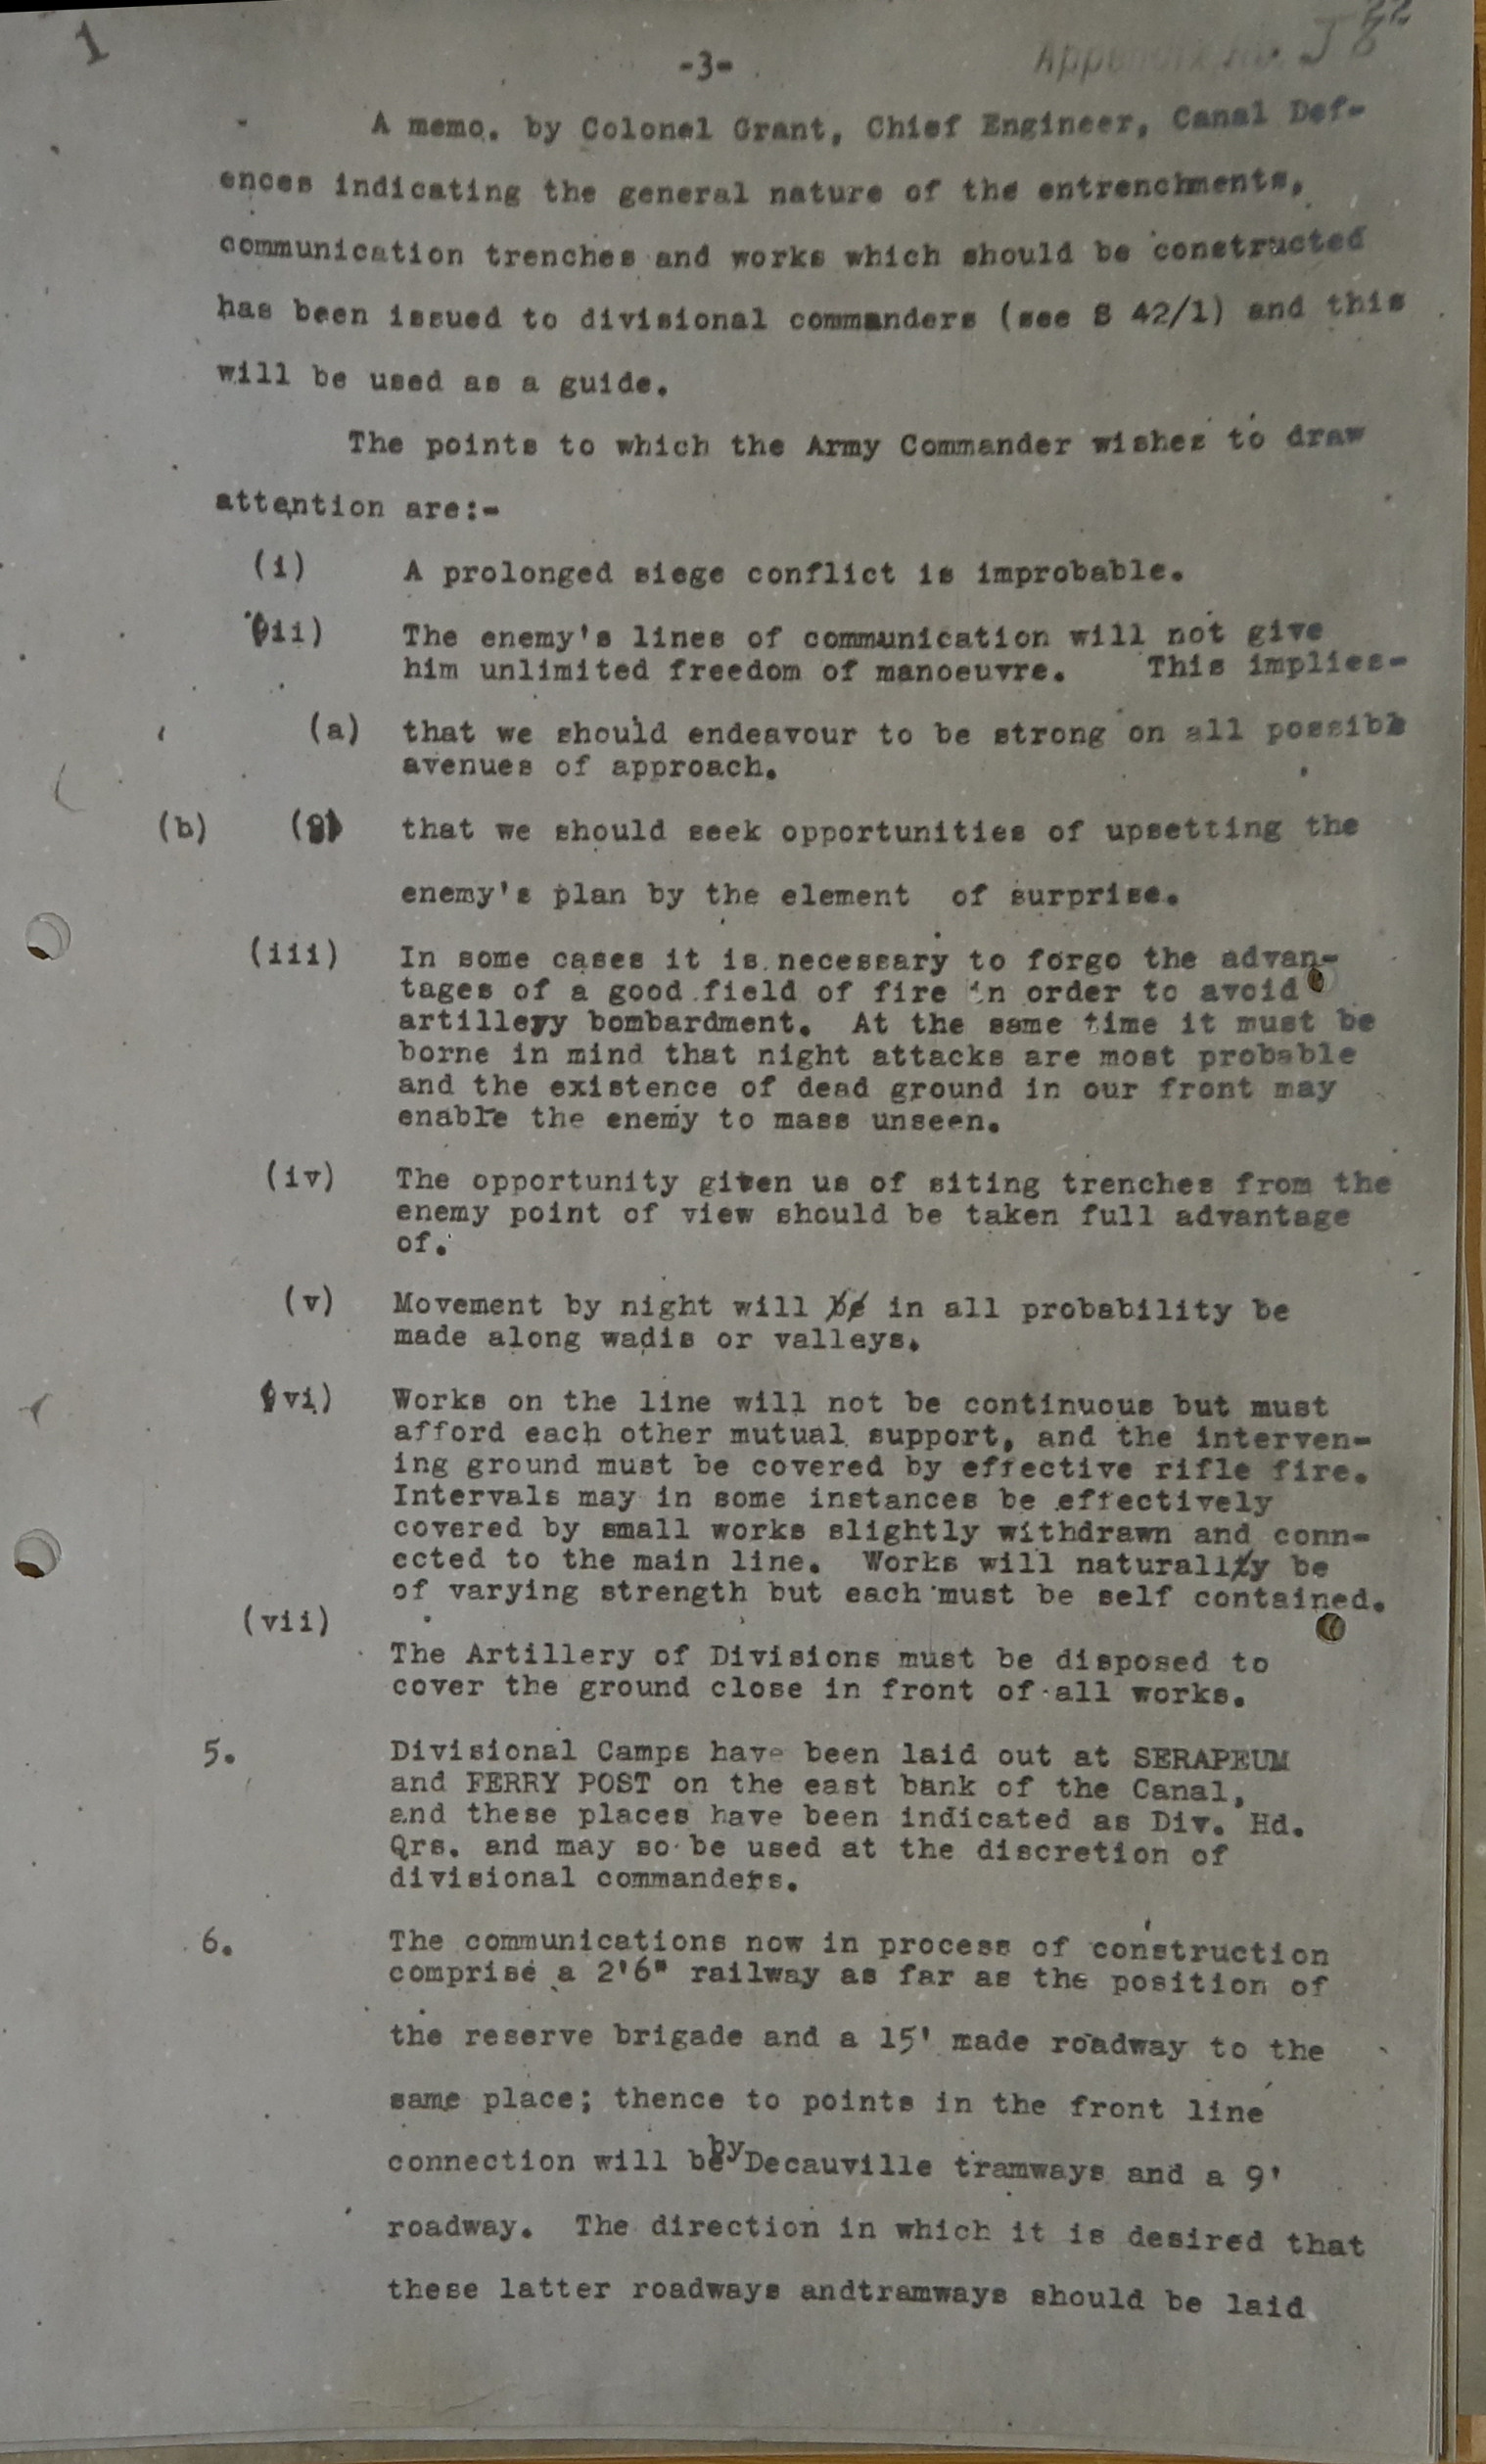 1
22
-3-
Appendix No. J 8
A memo. by Colonel Grant, Chief Engineer, Canal Def-
ences indicating the general nature of the entrenchments,
communication trenches and works which should be constructed
has been issued to divisional commanders (see S 42/1) and this
will be used as a guide.
The points to which the Army Commander wishes to draw
attention are:-
(i) A prolonged siege conflict is improbable.
(ii) The enemy's lines of communication will not give
him unlimited freedom of manoeuvre. This implies-
(a) that we should endeavour to be strong on all possible
avenues of approach.
(b) that we should seek opportunities of upsetting the
enemy's plan by the element of surprise.
(iii) In some cases it is necessary to forgo the advan-
tages of a good field of fire in order to avoid
artillery bombardment. At the same time it must be
borne in mind that night attacks are most probable
and the existence of dead ground in our front may
enable the enemy to mass unseen.
(iv) The opportunity given us of siting trenches from the
enemy point of view should be taken full advantage
of.
(v) Movement by night will be in all probability be
made along wadis or valleys.
(vi) Works on the line will not be continuous but must
afford each other mutual support, and the interven-
ing ground must be covered by effective rifle fire.
Intervals may in some instances be effectively
covered by small works slightly withdrawn and conn-
ected to the main line. Works will naturally be
of varying strength but each must be self contained.
(vii)
The Artillery of Divisions must be disposed to
cover the ground close in front of all works.
5. Divisional Camps have been laid out at SERAPEUM
and FERRY POST on the east bank of the Canal,
and these places have been indicated as Div. Hd.
Qrs. and may so be used at the discretion of
divisional commanders.
6. The communications now in process of construction
comprise a 2'6" railway as far as the position of
the reserve brigade and a 15' made roadway to the
same place; thence to points in the front line
connection will be by Decauville tramways and a 9'
roadway. The direction in which it is desired that
these latter roadways andtramways should be laid